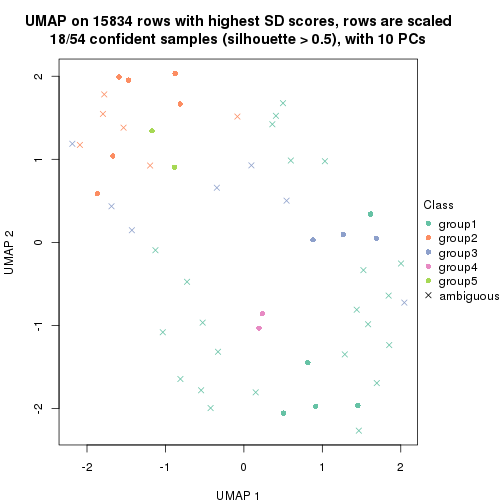 UMAP on 15834 rows with highest SD scores, rows are scaled
18/54 confident samples (silhouette > 0.5), with 10 PCs
2
1
0
-1
-2
UMAP 2
-2
-1
0
1
2
UMAP 1
Class
group1
group2
group3
group4
group5
ambiguous